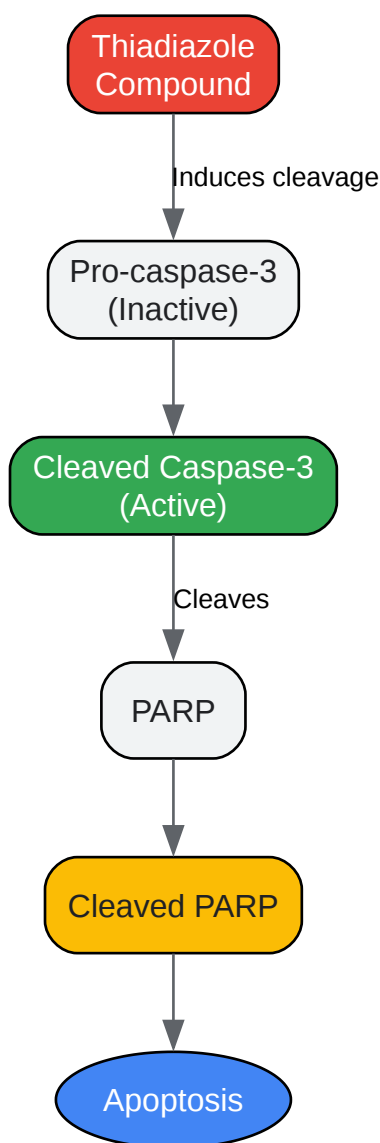 Thiadiazole
Compound
Induces cleavage
Pro-caspase-3
(Inactive)
Cleaved Caspase-3
(Active)
Cleaves
PARP
Cleaved PARP
Apoptosis